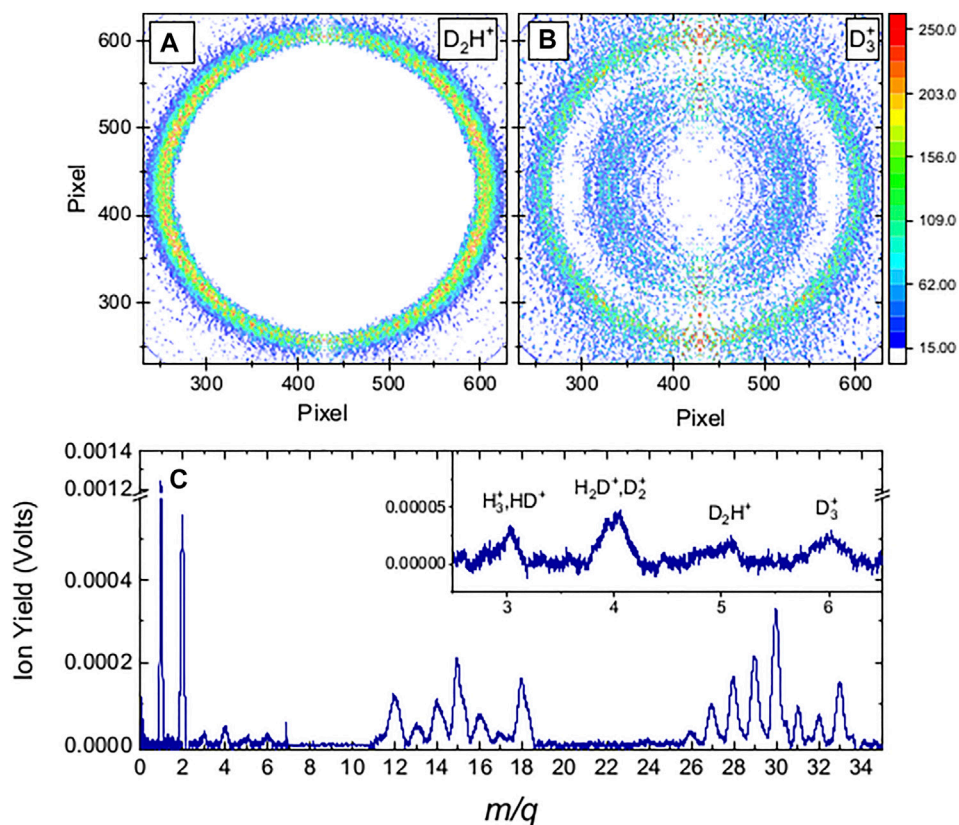 A
D₂H⁺
B
D₃⁺
600
500
400
300
Pixel
300
400
500
600
Pixel
300
400
500
600
Pixel
250.0
203.0
156.0
109.0
62.00
15.00
C
0.0014
0.0012
0.0004
0.0002
0.0000
Ion Yield (Volts)
H₃⁺,HD⁺
H₂D⁺,D₂⁺
D₂H⁺
D₃⁺
0.00005
0.00000
3
4
5
6
0 2 4 6 8 10 12 14 16 18 20 22 24 26 28 30 32 34
m/q